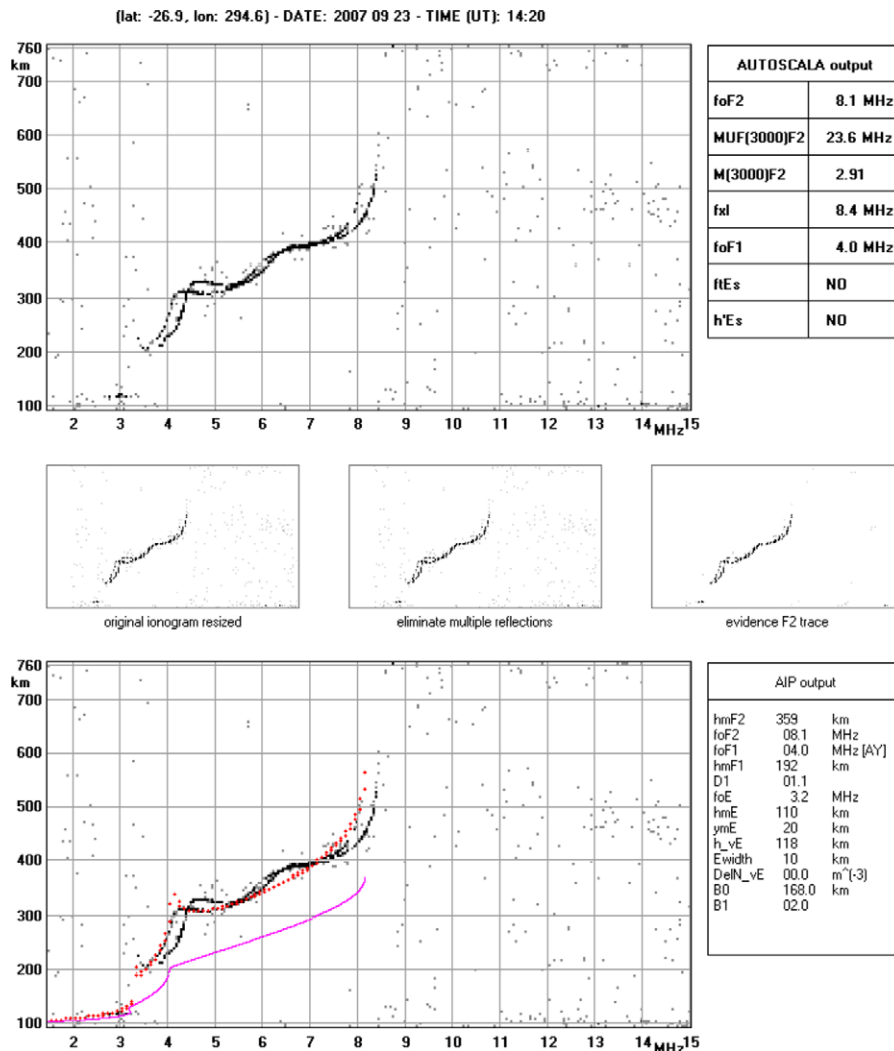 (lat: -26.9, lon: 294.6) - DATE: 2007 09 23 - TIME (UT): 14:20
760
km
700
600
500
400
300
200
100
2 3 4 5 6 7 8 9 10 11 12 13 14 MHz 15
AUTOSCALA output
foF2 8.1 MHz
MUF(3000)F2 23.6 MHz
M(3000)F2 2.91
fxI 8.4 MHz
foF1 4.0 MHz
ftEs NO
h'Es NO
original ionogram resized
eliminate multiple reflections
evidence F2 trace
760
km
700
600
500
400
300
200
100
2 3 4 5 6 7 8 9 10 11 12 13 14 MHz 15
AIP output
hmF2 359 km
foF2 08.1 MHz
foF1 04.0 MHz [AY]
hmF1 192 km
D1 01.1
foE 3.2 MHz
hmE 110 km
ymE 20 km
h_vE 118 km
Ewidth 10 km
DelN_vE 00.0 m^(-3)
B0 168.0 km
B1 02.0